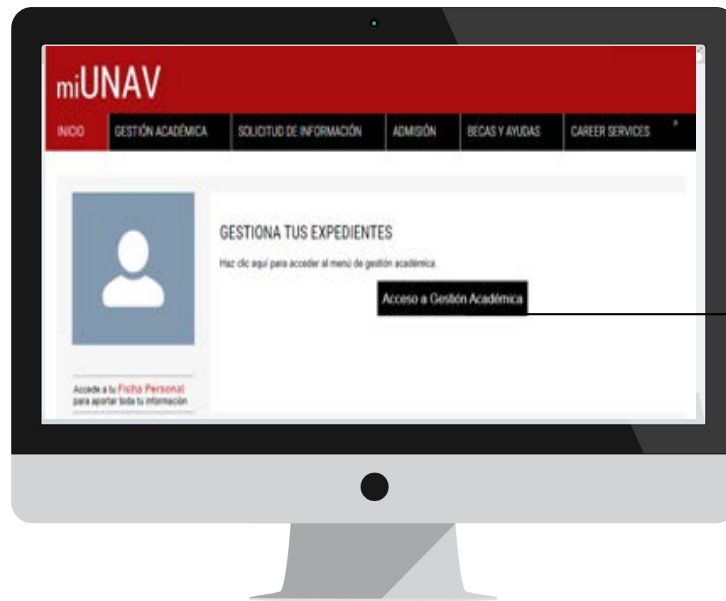 miUNAV
INICIO GESTIÓN ACADÉMICA SOLICITUD DE INFORMACIÓN ADMISIÓN BECAS Y AYUDAS CAREER SERVICES
GESTIONA TUS EXPEDIENTES
Haz clic aquí para acceder al menú de gestión académica.
Acceso a Gestión Académica
Accede a tu Ficha Personal
para aportar toda tu información